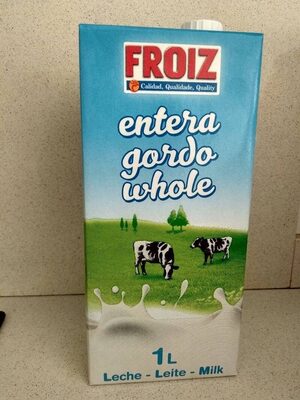 FROIZ
Calidad, Qualidade, Quality
entera
gordo
whole
1L
Leche - Leite - Milk